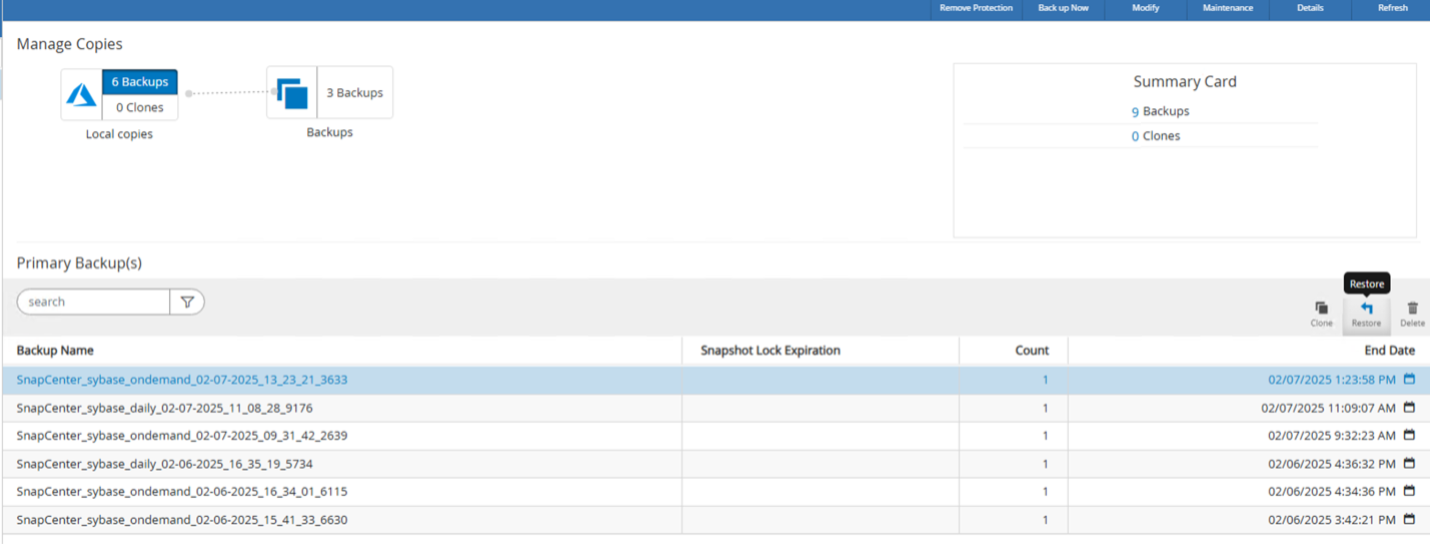 Remove Protection Back up Now Modify Maintenance Details Refresh
Manage Copies
6 Backups
0 Clones
Local copies
3 Backups
Backups
Summary Card
9 Backups
0 Clones
Primary Backup(s)
search
Restore
Clone Restore Delete
Backup Name Snapshot Lock Expiration Count End Date
SnapCenter_sybase_ondemand_02-07-2025_13_23_21_3633 1 02/07/2025 1:23:58 PM
SnapCenter_sybase_daily_02-07-2025_11_08_28_9176 1 02/07/2025 11:09:07 AM
SnapCenter_sybase_ondemand_02-07-2025_09_31_42_2639 1 02/07/2025 9:32:23 AM
SnapCenter_sybase_daily_02-06-2025_16_35_19_5734 1 02/06/2025 4:36:32 PM
SnapCenter_sybase_ondemand_02-06-2025_16_34_01_6115 1 02/06/2025 4:34:36 PM
SnapCenter_sybase_ondemand_02-06-2025_15_41_33_6630 1 02/06/2025 3:42:21 PM